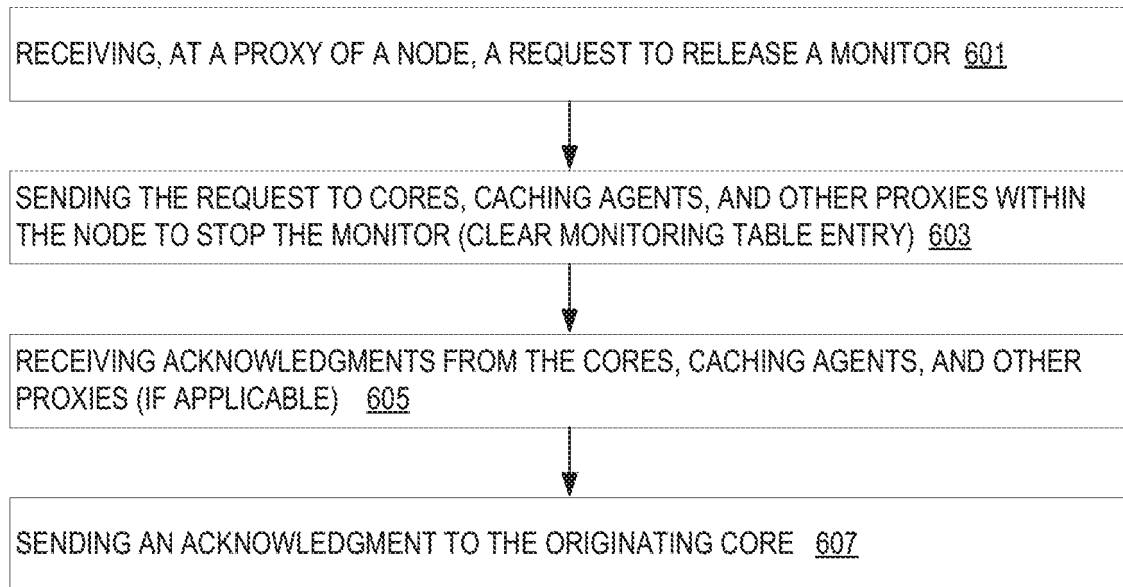 RECEIVING, AT A PROXY OF A NODE, A REQUEST TO RELEASE A MONITOR 601
SENDING THE REQUEST TO CORES, CACHING AGENTS, AND OTHER PROXIES WITHIN
THE NODE TO STOP THE MONITOR (CLEAR MONITORING TABLE ENTRY) 603
RECEIVING ACKNOWLEDGMENTS FROM THE CORES, CACHING AGENTS, AND OTHER
PROXIES (IF APPLICABLE) 605
SENDING AN ACKNOWLEDGMENT TO THE ORIGINATING CORE 607